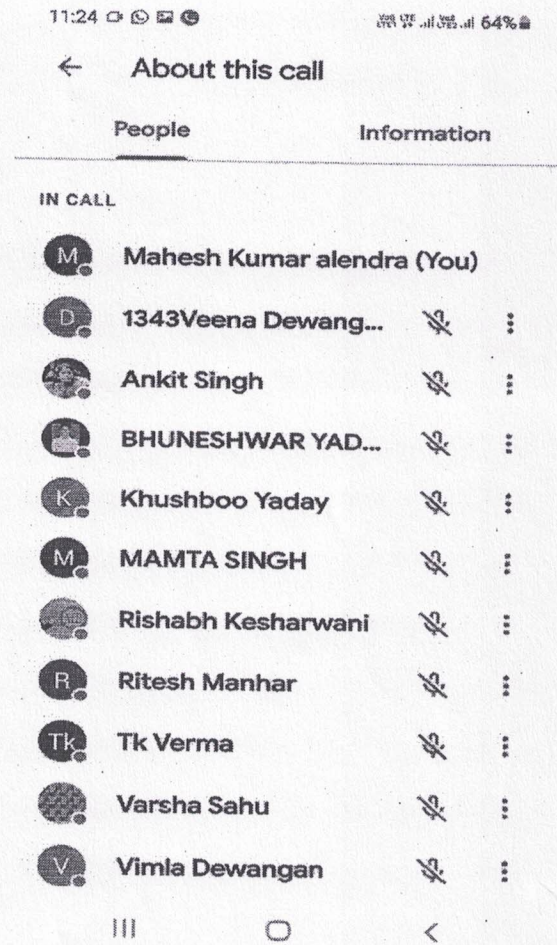 11:24 64%
About this call
People Information
IN CALL
M Mahesh Kumar alendra (You)
D 1343Veena Dewang...
Ankit Singh
BHUNESHWAR YAD...
K Khushboo Yadav
M MAMTA SINGH
Rishabh Kesharwani
R Ritesh Manhar
Tk Tk Verma
Varsha Sahu
V Vimla Dewangan